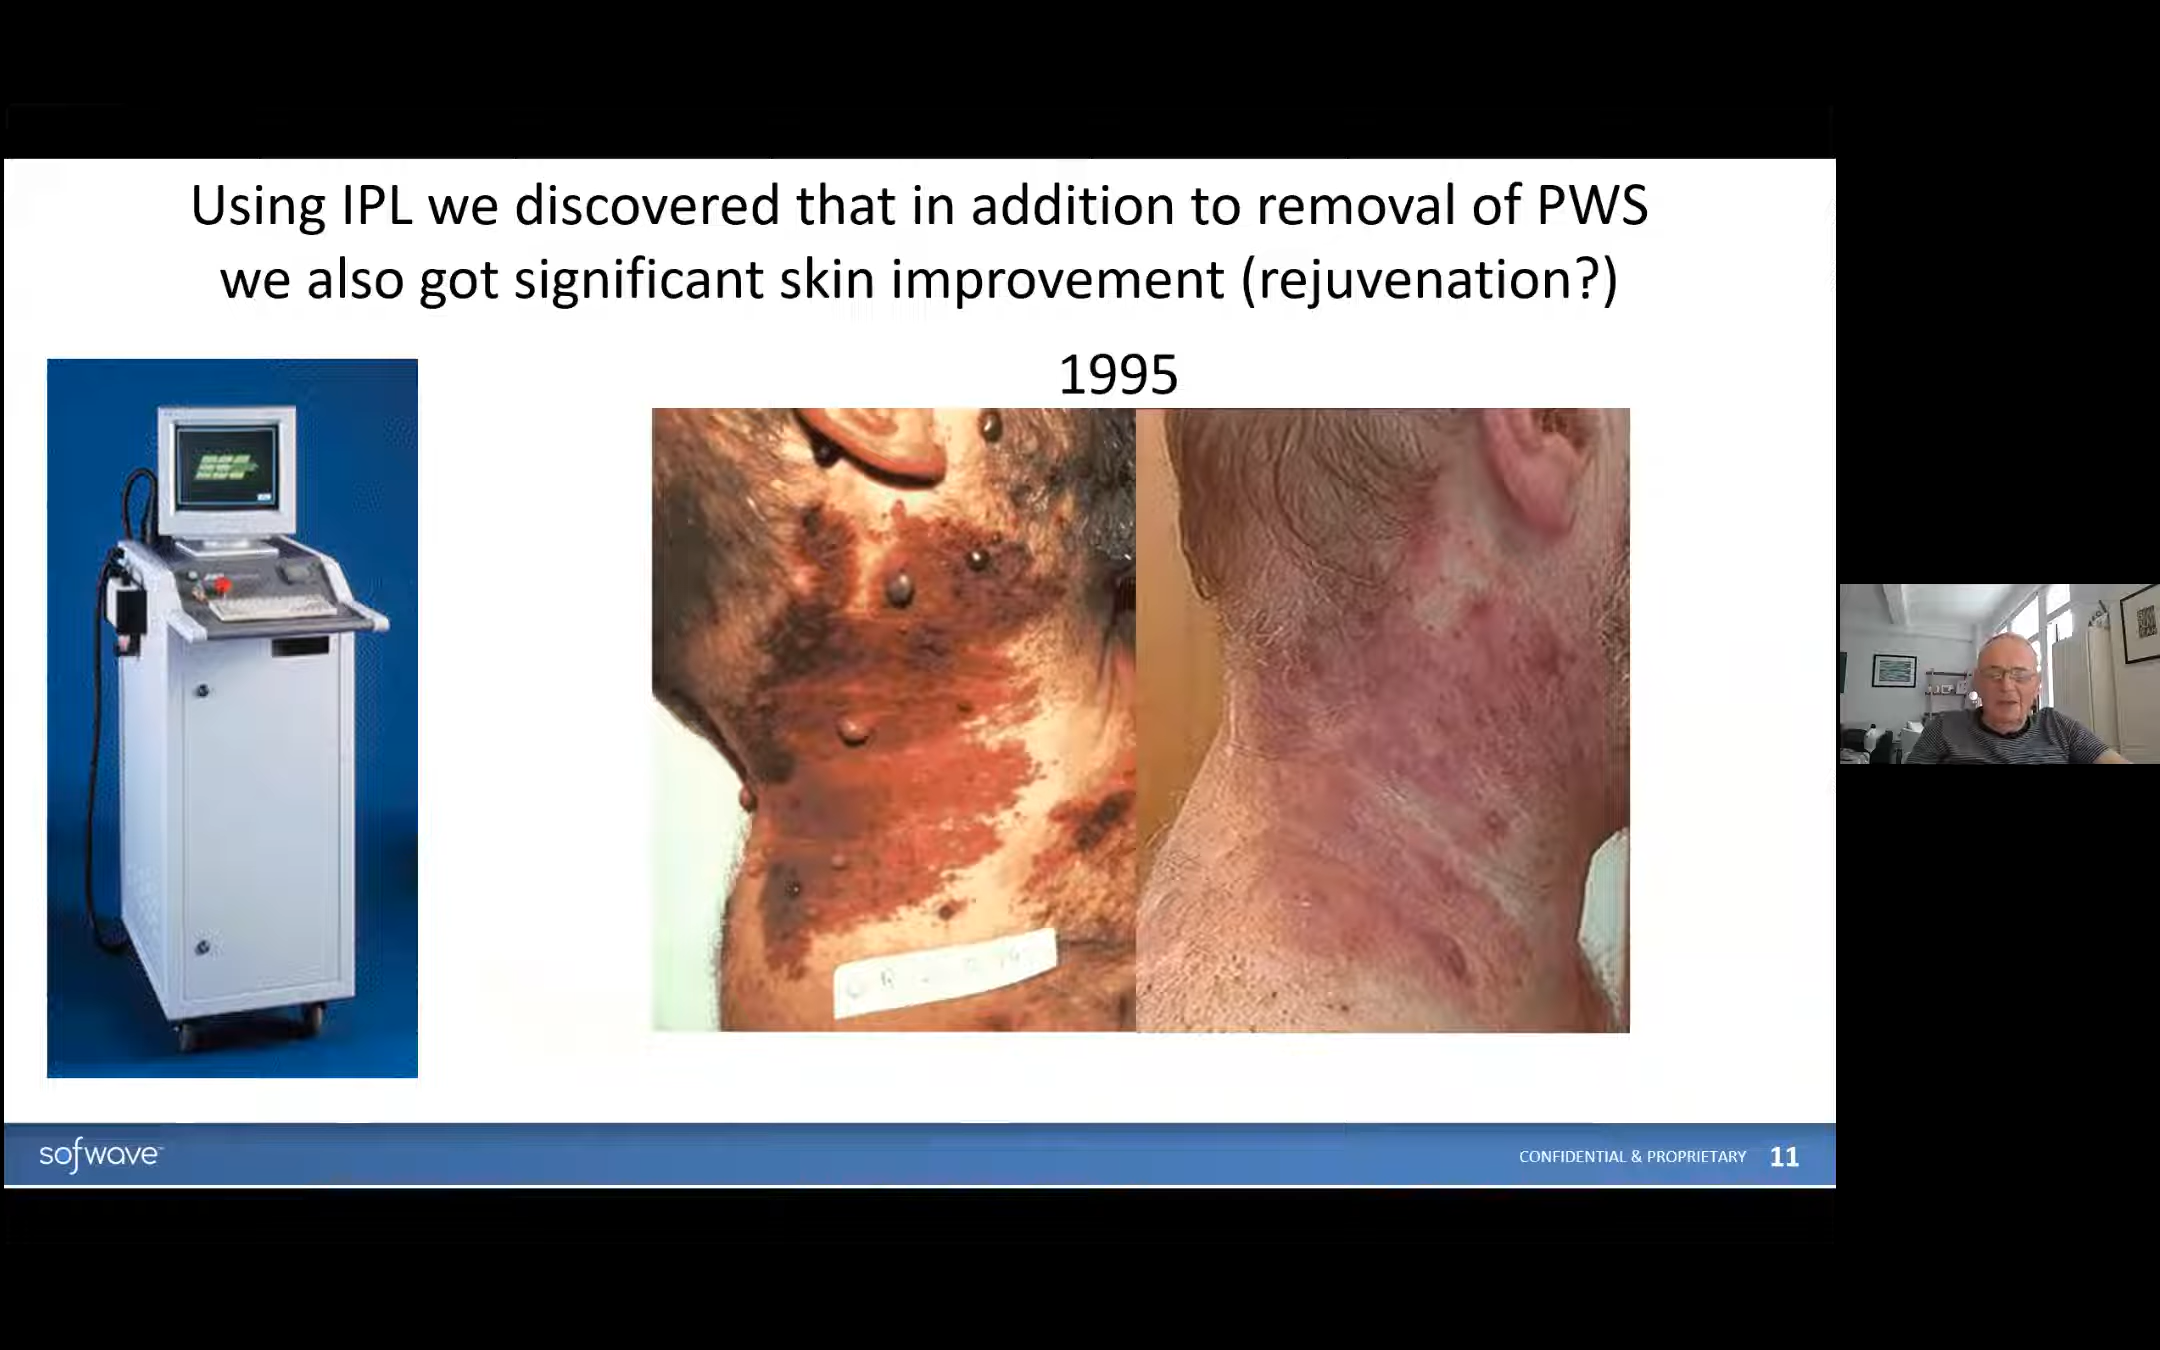 Using IPL we discovered that in addition to removal of PWS
we also got significant skin improvement (rejuvenation?)
1995
sofwave™
CONFIDENTIAL & PROPRIETARY 11